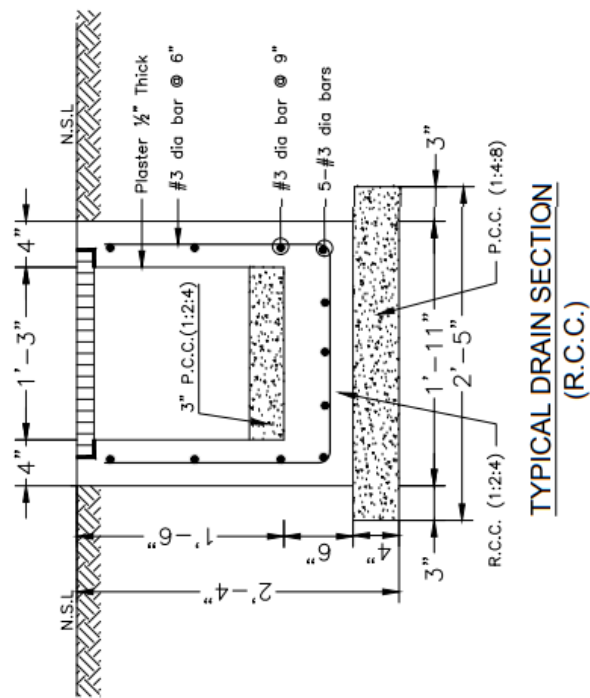 N.S.L
N.S.L
4"
1'-3"
4"
Plaster ½" Thick
#3 dia bar @ 6"
#3 dia bar @ 9"
5-#3 dia bars
3" P.C.C.(1:2:4)
1'-6"
6"
4"
2'-4"
3"
1'-11"
3"
2'-5"
R.C.C. (1:2:4)
P.C.C. (1:4:8)
TYPICAL DRAIN SECTION
(R.C.C.)